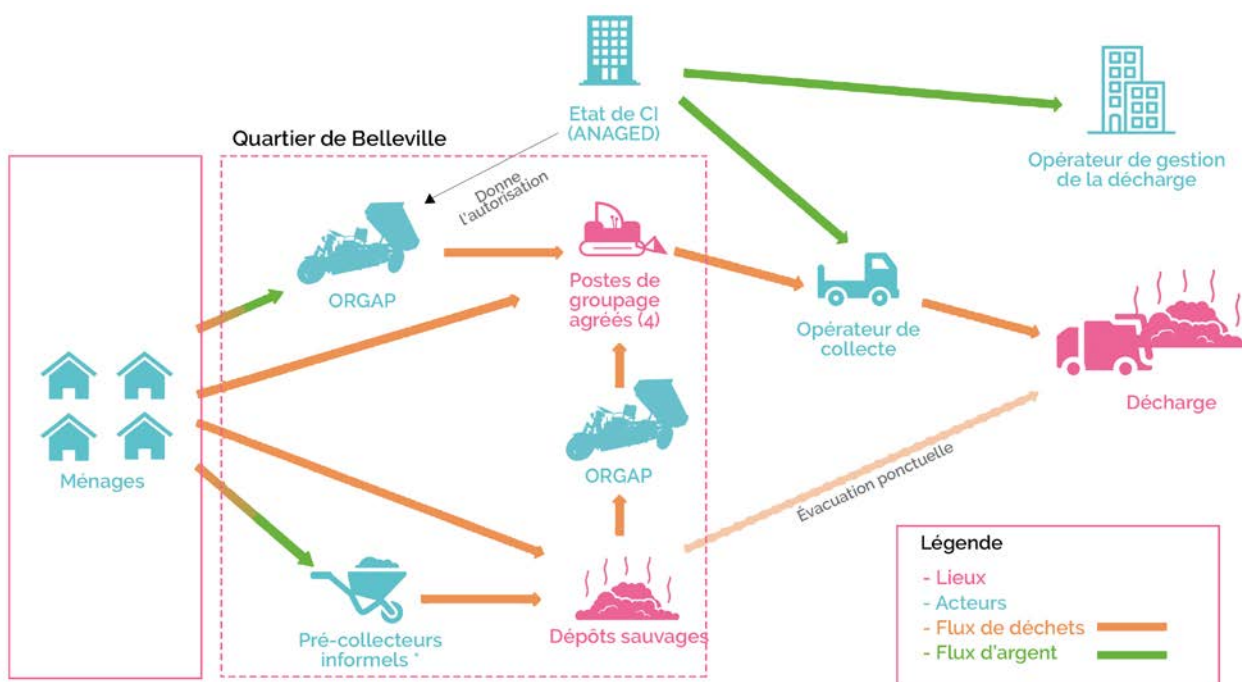 Etat de CI
(ANAGED)
Opérateur de gestion
de la décharge
Quartier de Belleville
Donne
l'autorisation
ORGAP
Postes de
groupage
agréés (4)
Opérateur de
collecte
Décharge
Ménages
ORGAP
Évacuation ponctuelle
Pré-collecteurs
informels *
Dépôts sauvages
Légende
- Lieux
- Acteurs
- Flux de déchets
- Flux d'argent